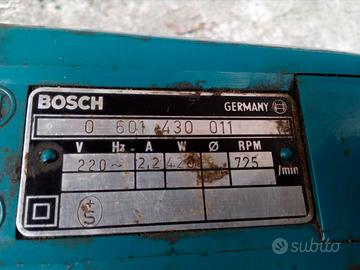 BOSCH GERMANY
0 601 430 011
V Hz A W Ø RPM
220~ 2,2 420 725 /min
S
subito